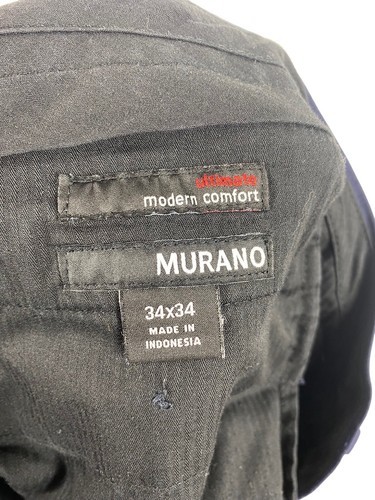 modern comfort
MURANO
34x34
MADE IN
INDONESIA